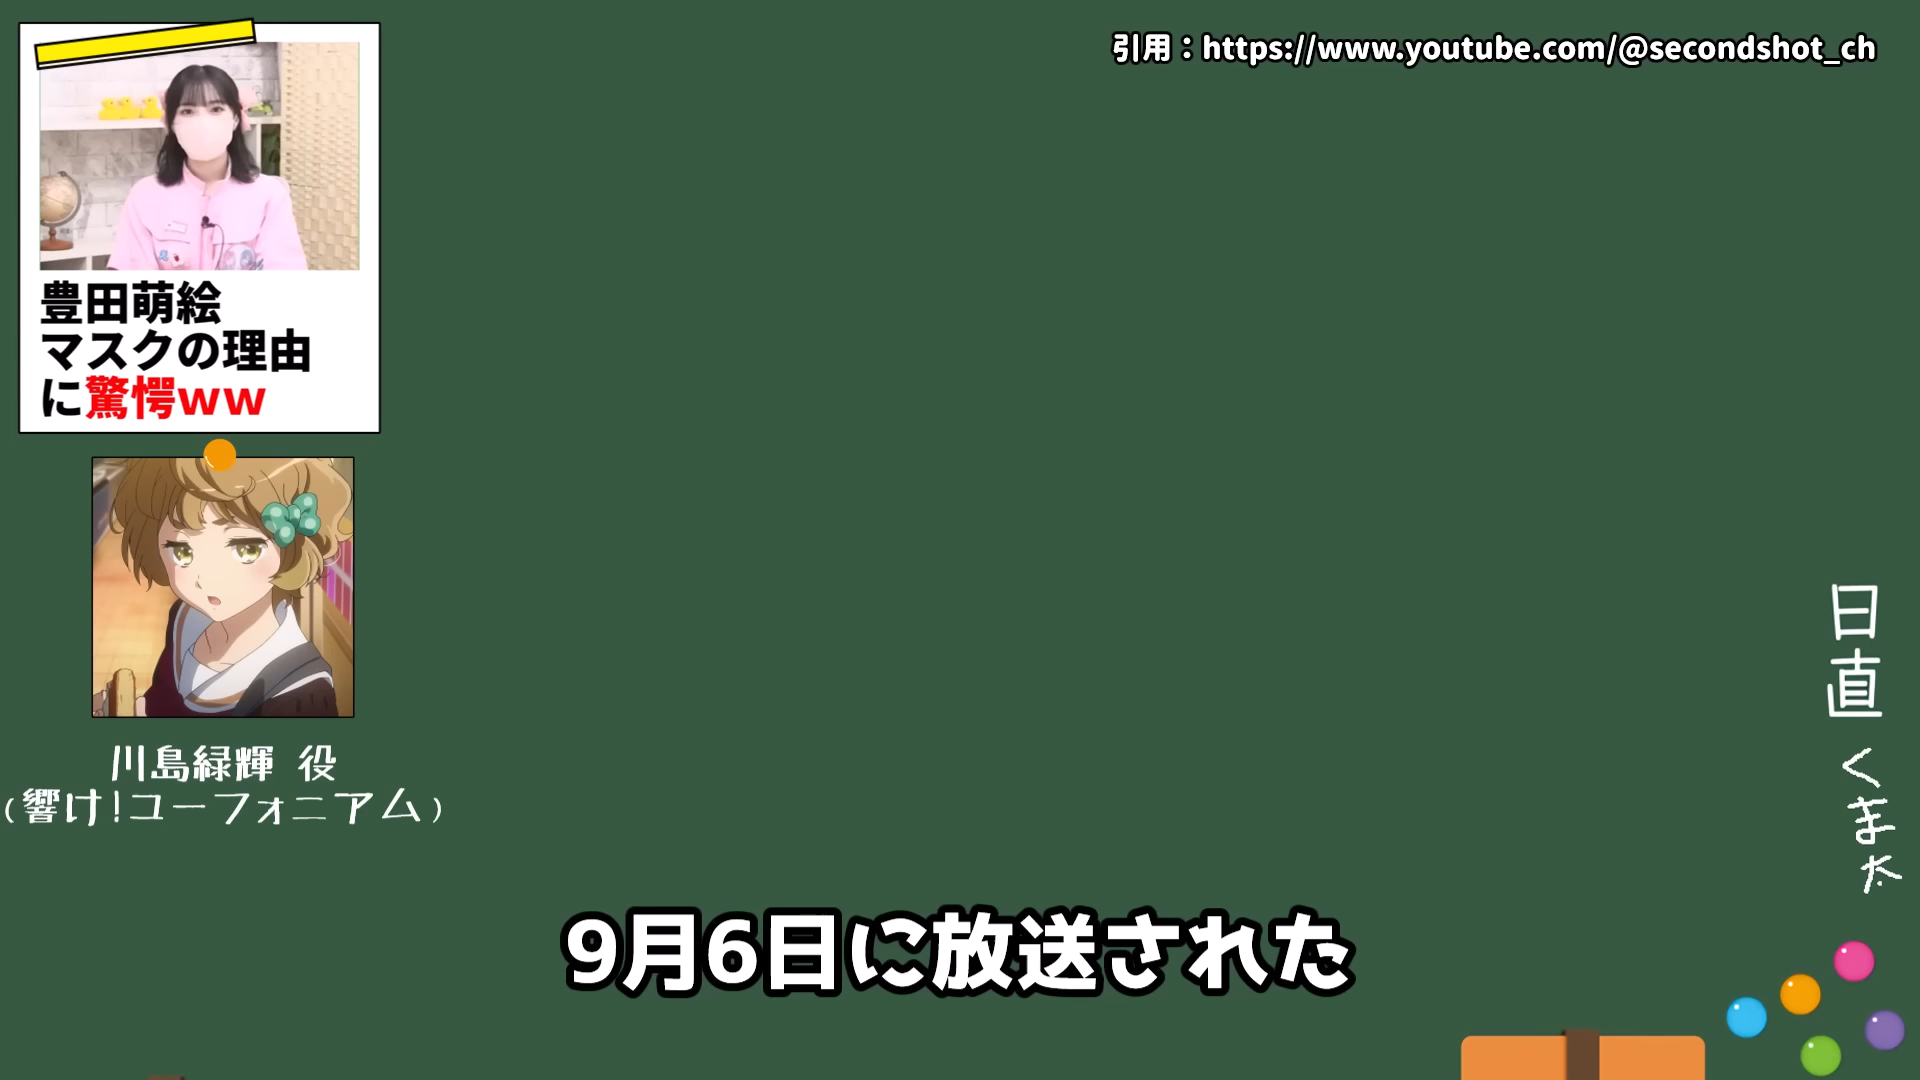 引用：https://www.youtube.com/@secondshot_ch
豊田萌絵
マスクの理由
に驚愕ww
川島緑輝 役
(響け!ユーフォニアム)
日直 くま太
9月6日に放送された